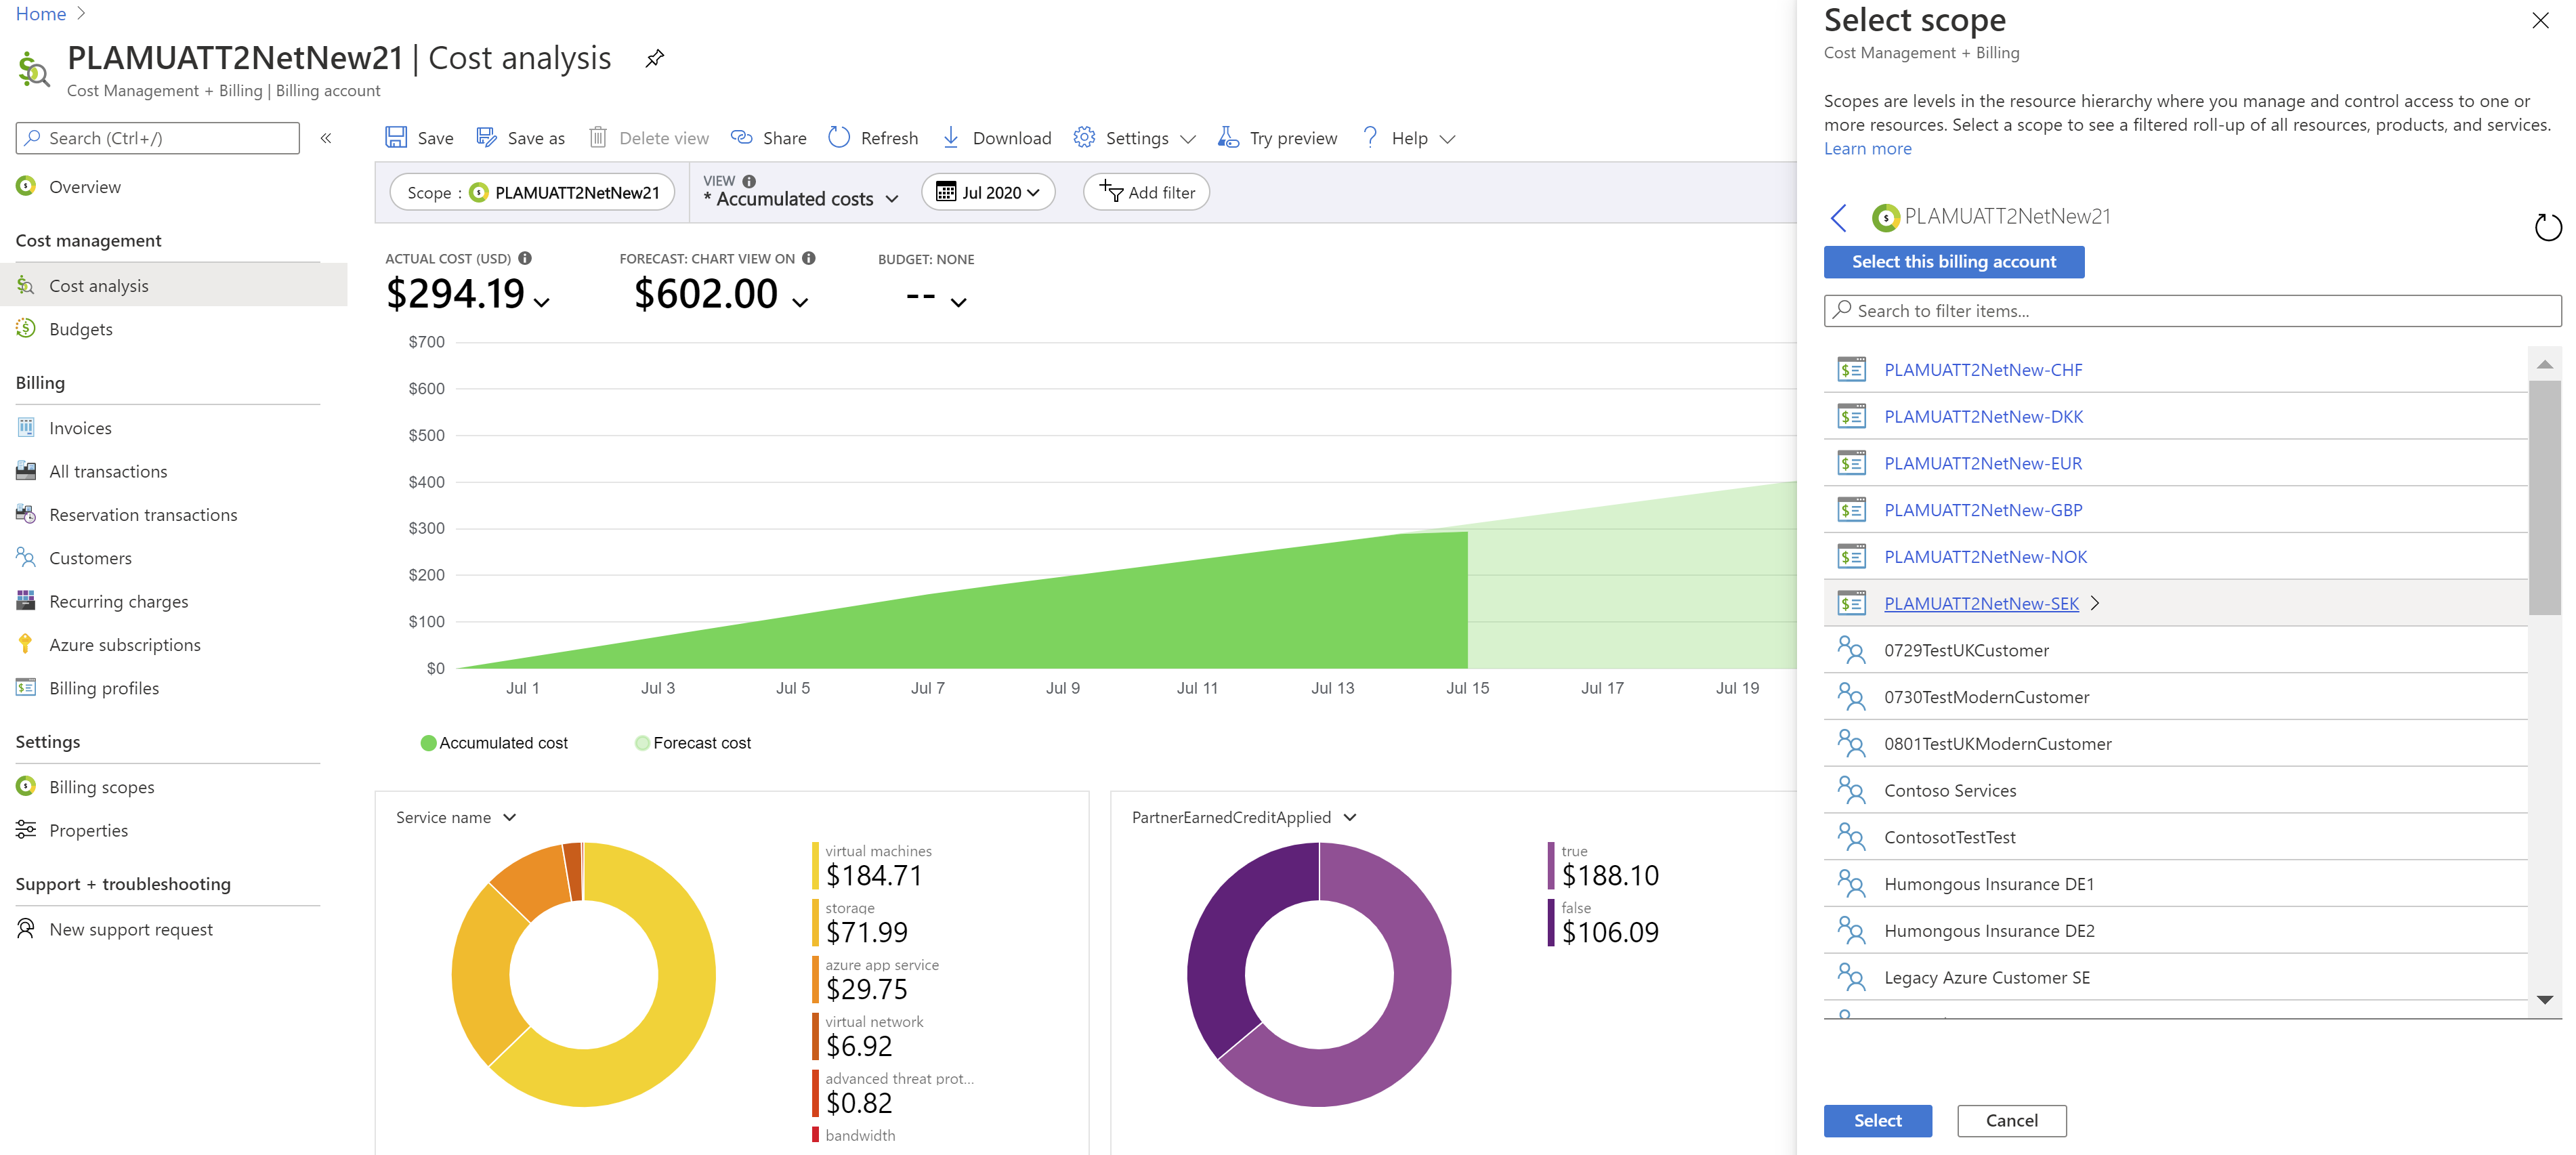 Home
PLAMUATT2NetNew21 | Cost analysis
Cost Management + Billing | Billing account
Search (Ctrl+/)
«
Overview
Cost management
Cost analysis
Budgets
Billing
Invoices
All transactions
Reservation transactions
Customers
Recurring charges
Azure subscriptions
Billing profiles
Settings
Billing scopes
Properties
Support + troubleshooting
New support request
Save
Save as
Delete view
Share
Refresh
Download
Settings
Try preview
Help
Scope : PLAMUATT2NetNew21
VIEW
* Accumulated costs
Jul 2020
Add filter
ACTUAL COST (USD)
$294.19
FORECAST: CHART VIEW ON
$602.00
BUDGET: NONE
--
$700
$600
$500
$400
$300
$200
$100
$0
Jul 1 Jul 3 Jul 5 Jul 7 Jul 9 Jul 11 Jul 13 Jul 15 Jul 17 Jul 19
Accumulated cost
Forecast cost
Service name
virtual machines
$184.71
storage
$71.99
azure app service
$29.75
virtual network
$6.92
advanced threat prot...
$0.82
bandwidth
PartnerEarnedCreditApplied
true
$188.10
false
$106.09
Select scope
Cost Management + Billing
Scopes are levels in the resource hierarchy where you manage and control access to one or
more resources. Select a scope to see a filtered roll-up of all resources, products, and services.
Learn more
PLAMUATT2NetNew21
Select this billing account
Search to filter items...
PLAMUATT2NetNew-CHF
PLAMUATT2NetNew-DKK
PLAMUATT2NetNew-EUR
PLAMUATT2NetNew-GBP
PLAMUATT2NetNew-NOK
PLAMUATT2NetNew-SEK
0729TestUKCustomer
0730TestModernCustomer
0801TestUKModernCustomer
Contoso Services
ContosotTestTest
Humongous Insurance DE1
Humongous Insurance DE2
Legacy Azure Customer SE
Select
Cancel